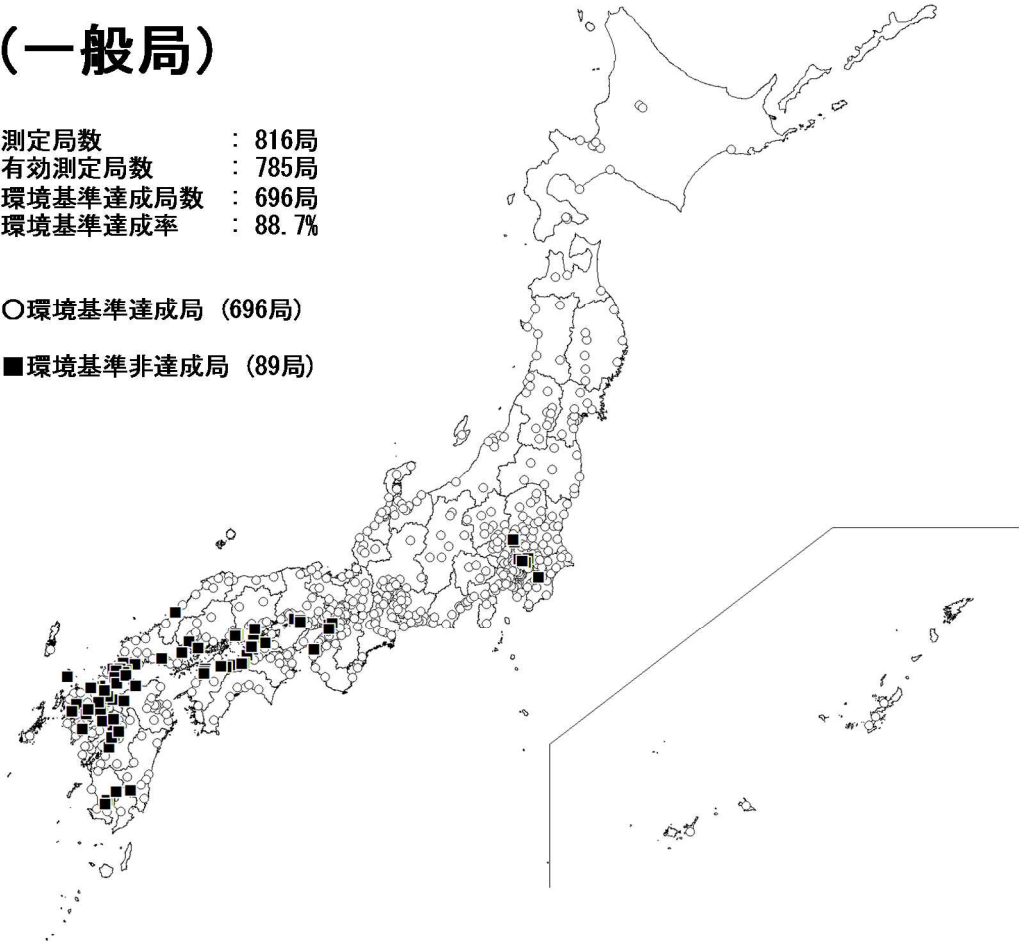 (一般局)
測定局数 : 816局
有効測定局数 : 785局
環境基準達成局数 : 696局
環境基準達成率 : 88.7%
○環境基準達成局 (696局)
■環境基準非達成局 (89局)